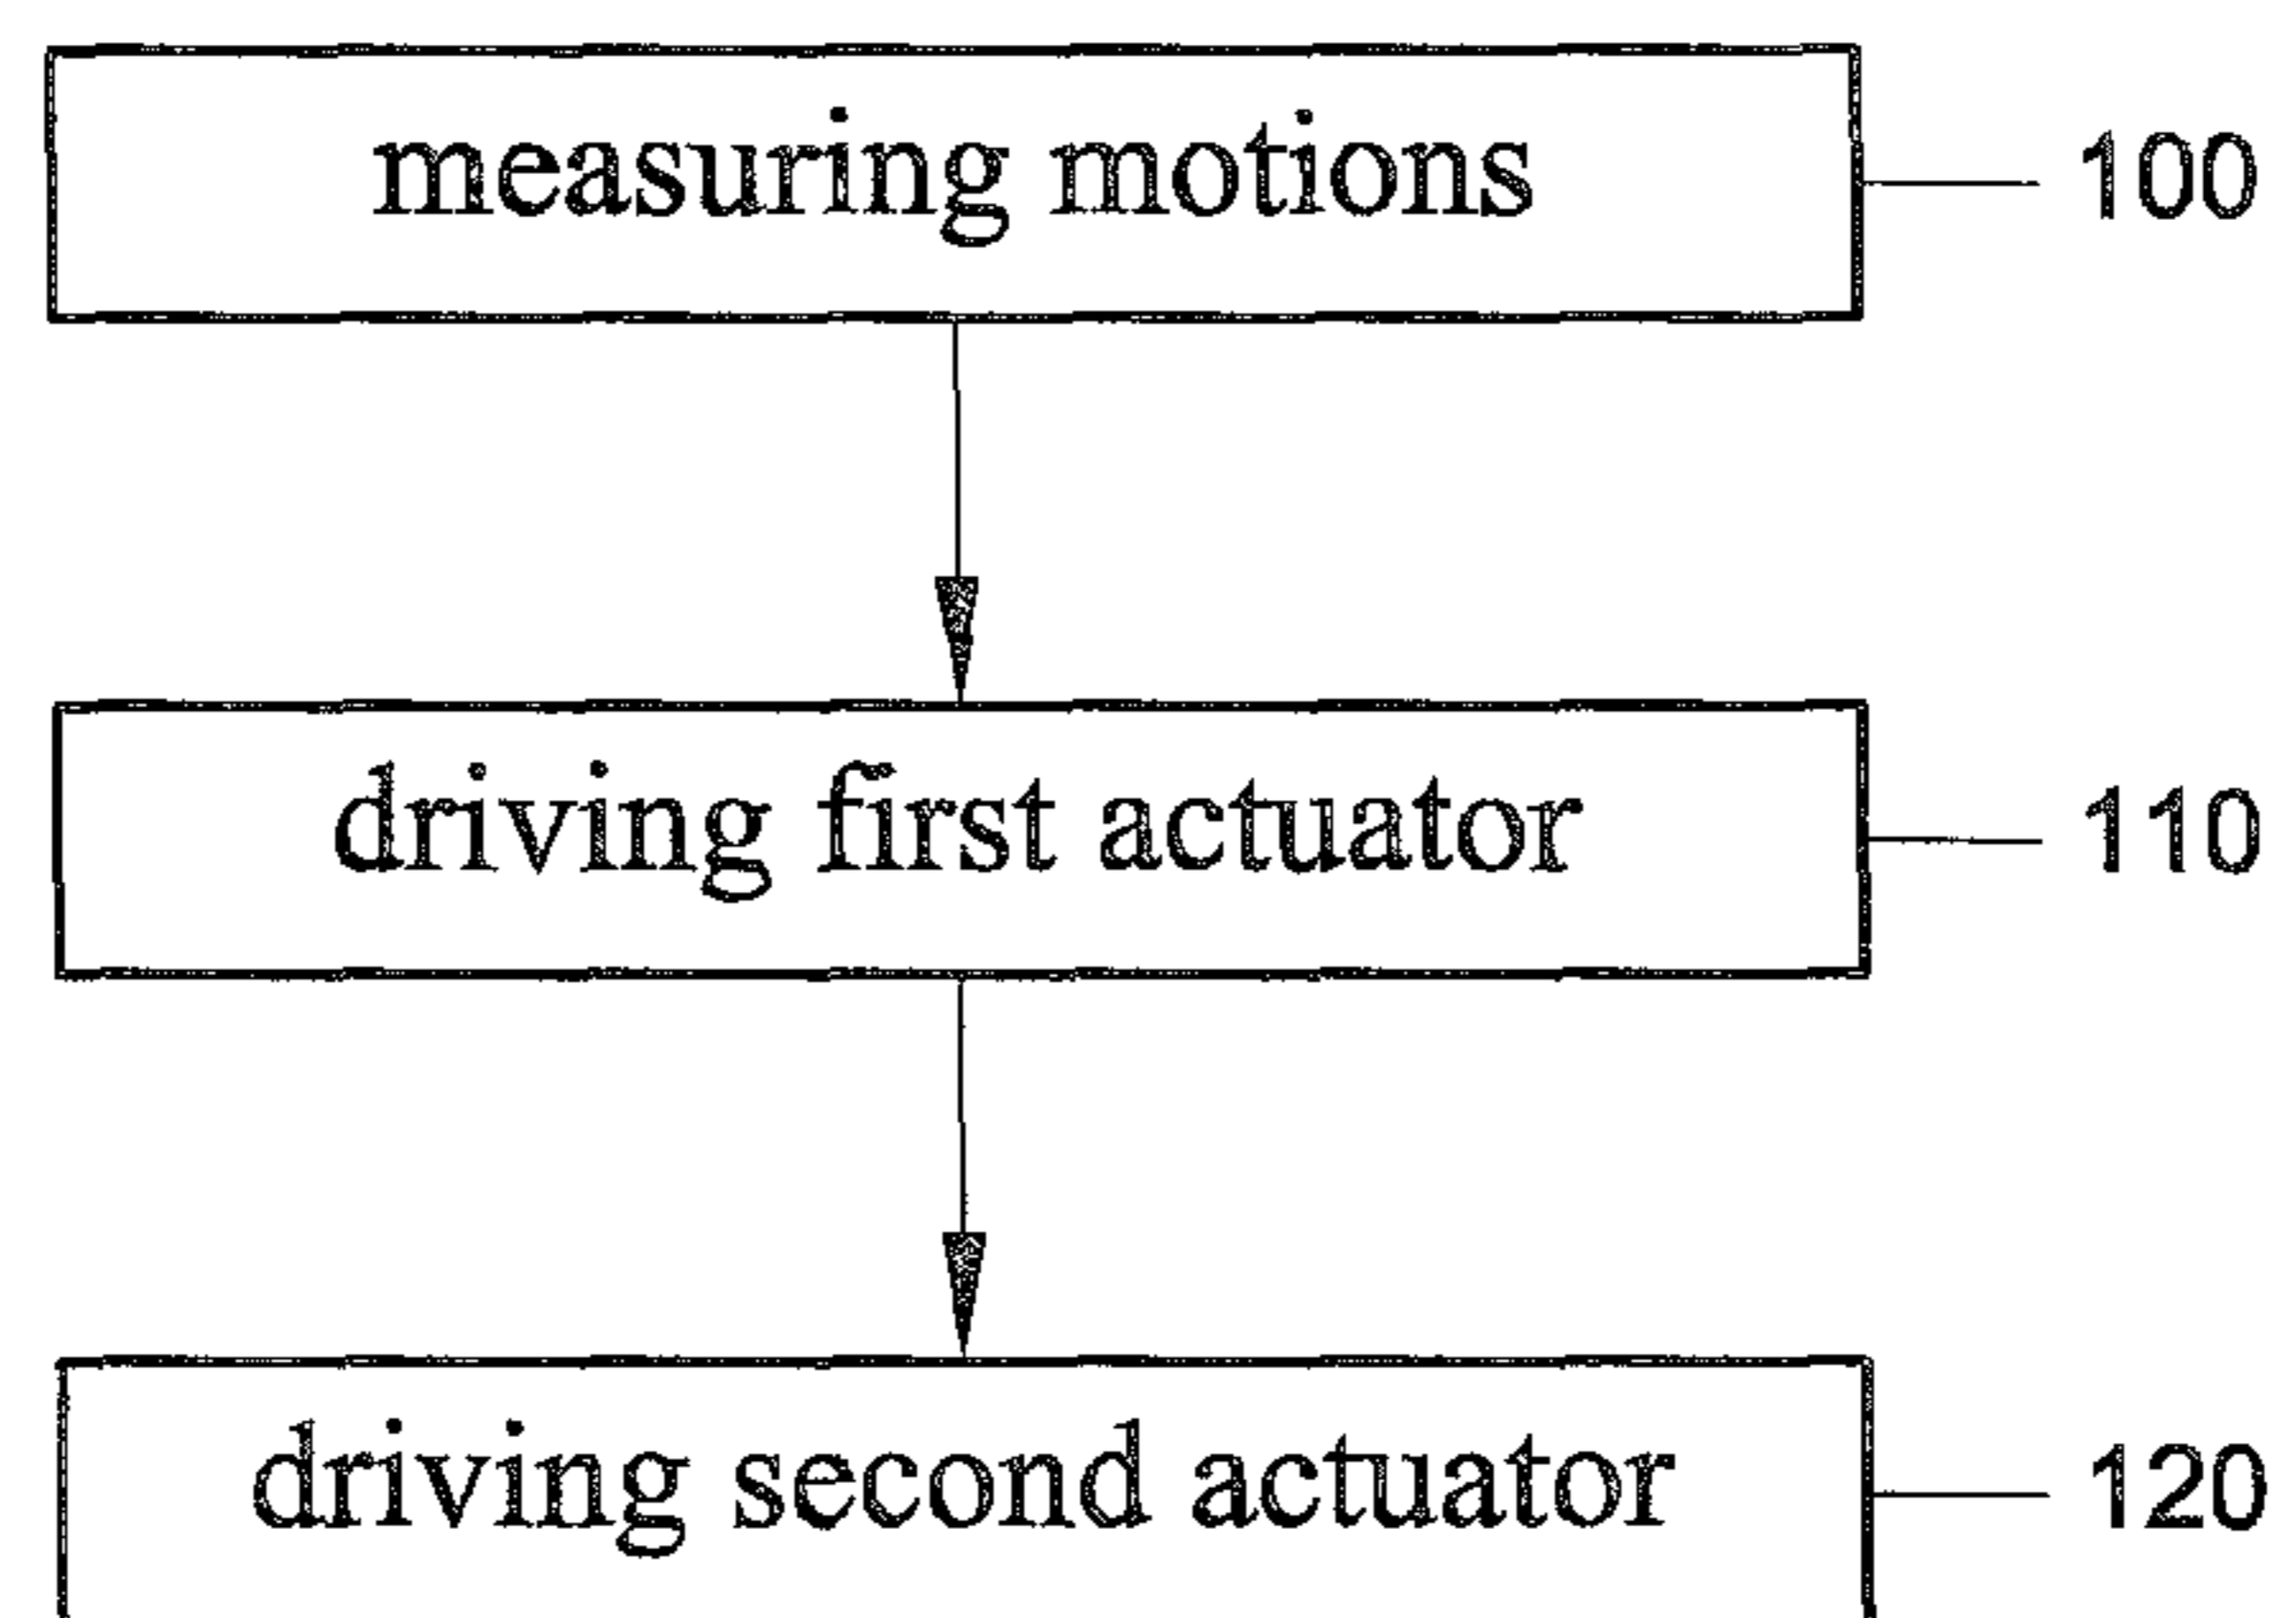 measuring motions 100
driving first actuator 110
driving second actuator 120